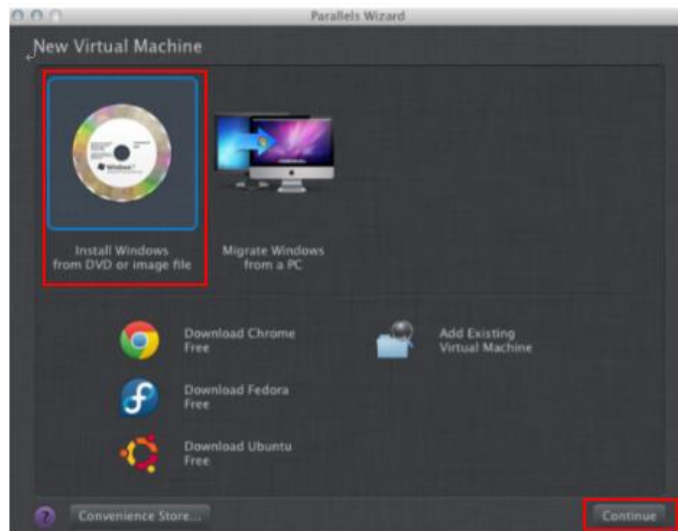 Parallels Wizard
New Virtual Machine
Install Windows
from DVD or image file
Migrate Windows
from a PC
Download Chrome
Free
Add Existing
Virtual Machine
Download Fedora
Free
Download Ubuntu
Free
?
Convenience Store...
Continue